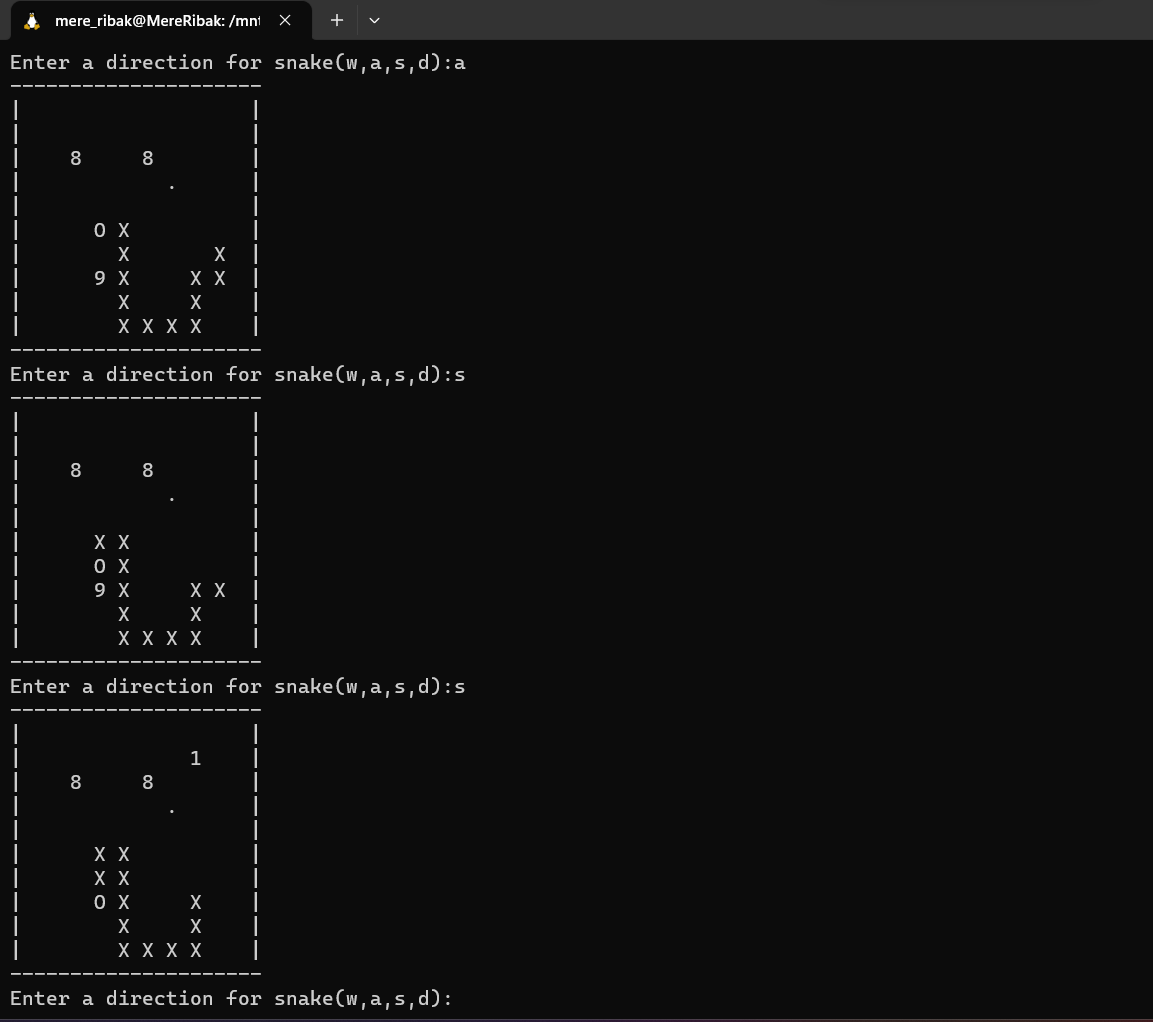 mere_ribak@MereRibak: /mnt
Enter a direction for snake(w,a,s,d):a
---------------------
|                   |
|                   |
|    8     8        |
|            .      |
|                   |
|      O X          |
|        X       X  |
|      9 X     X X  |
|        X     X    |
|        X X X X    |
---------------------
Enter a direction for snake(w,a,s,d):s
---------------------
|                   |
|                   |
|    8     8        |
|            .      |
|                   |
|      X X          |
|      O X          |
|      9 X     X X  |
|        X     X    |
|        X X X X    |
---------------------
Enter a direction for snake(w,a,s,d):s
---------------------
|                   |
|              1    |
|    8     8        |
|            .      |
|                   |
|      X X          |
|      X X          |
|      O X     X    |
|        X     X    |
|        X X X X    |
---------------------
Enter a direction for snake(w,a,s,d):